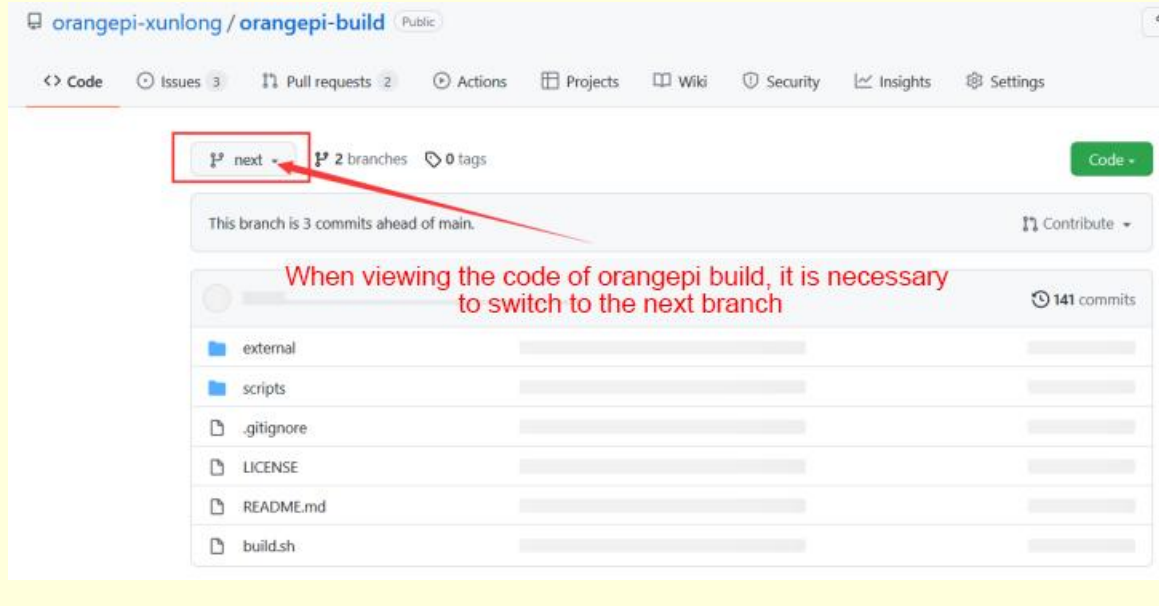 orangepi-xunlong / orangepi-build Public
Code Issues 3 Pull requests 2 Actions Projects Wiki Security Insights Settings
next 2 branches 0 tags Code
This branch is 3 commits ahead of main. Contribute
When viewing the code of orangepi build, it is necessary
to switch to the next branch
141 commits
external
scripts
.gitignore
LICENSE
README.md
build.sh